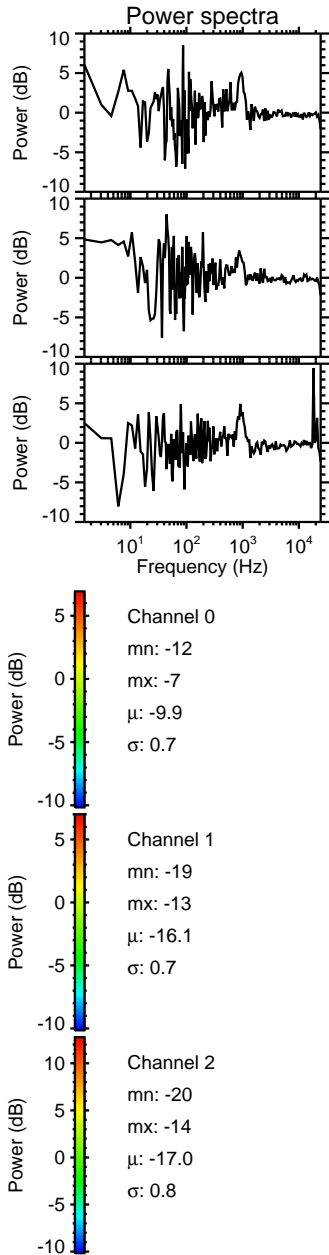 Power spectra
10
5
0
-5
-10
Power (dB)
10
5
0
-5
-10
Power (dB)
10
5
0
-5
-10
Power (dB)
10¹ 10² 10³ 10⁴
Frequency (Hz)
5
0
-5
-10
Power (dB)
Channel 0
mn: -12
mx: -7
μ: -9.9
σ: 0.7
5
0
-5
-10
Power (dB)
Channel 1
mn: -19
mx: -13
μ: -16.1
σ: 0.7
10
5
0
-5
-10
Power (dB)
Channel 2
mn: -20
mx: -14
μ: -17.0
σ: 0.8